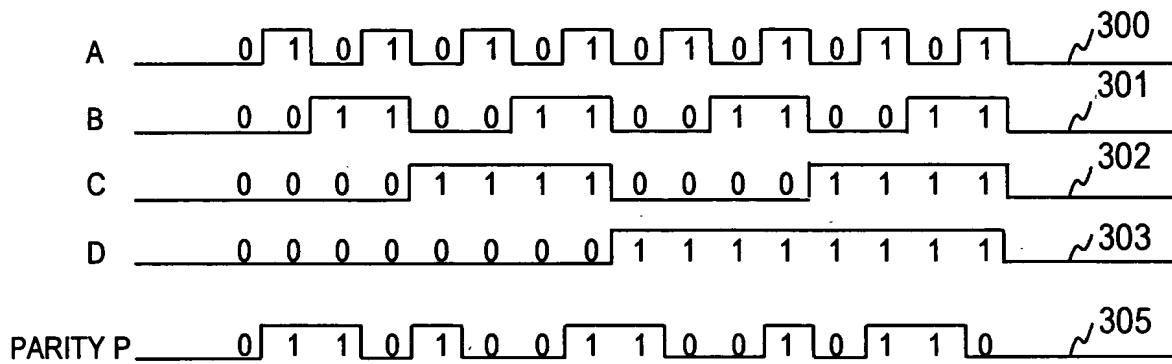 A 0 1 0 1 0 1 0 1 0 1 0 1 0 1 0 1 300
B 0 0 1 1 0 0 1 1 0 0 1 1 0 0 1 1 301
C 0 0 0 0 1 1 1 1 0 0 0 0 1 1 1 1 302
D 0 0 0 0 0 0 0 0 1 1 1 1 1 1 1 1 303
PARITY P 0 1 1 0 1 0 0 1 1 0 0 1 0 1 1 0 305